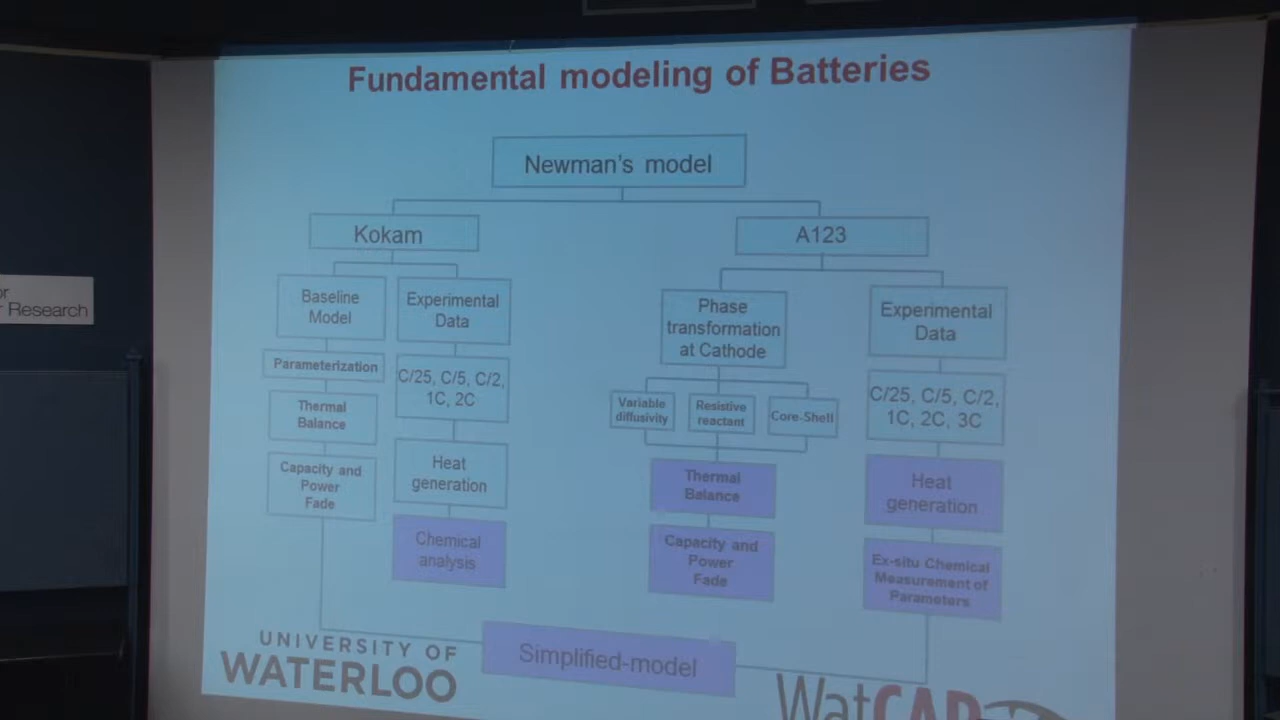 Fundamental modeling of Batteries
Newman's model
Kokam
A123
Baseline
Model
Experimental
Data
Phase
transformation
at Cathode
Experimental
Data
Parameterization
C/25, C/5, C/2,
1C, 2C
Variable
diffusivity
Resistive
reactant
Core-Shell
C/25, C/5, C/2,
1C, 2C, 3C
Thermal
Balance
Capacity and
Power
Fade
Heat
generation
Chemical
analysis
Thermal
Balance
Capacity and
Power
Fade
Heat
generation
Ex-situ Chemical
Measurement of
Parameters
Simplified-model
UNIVERSITY OF
WATERLOO
WatCAR
or
Research